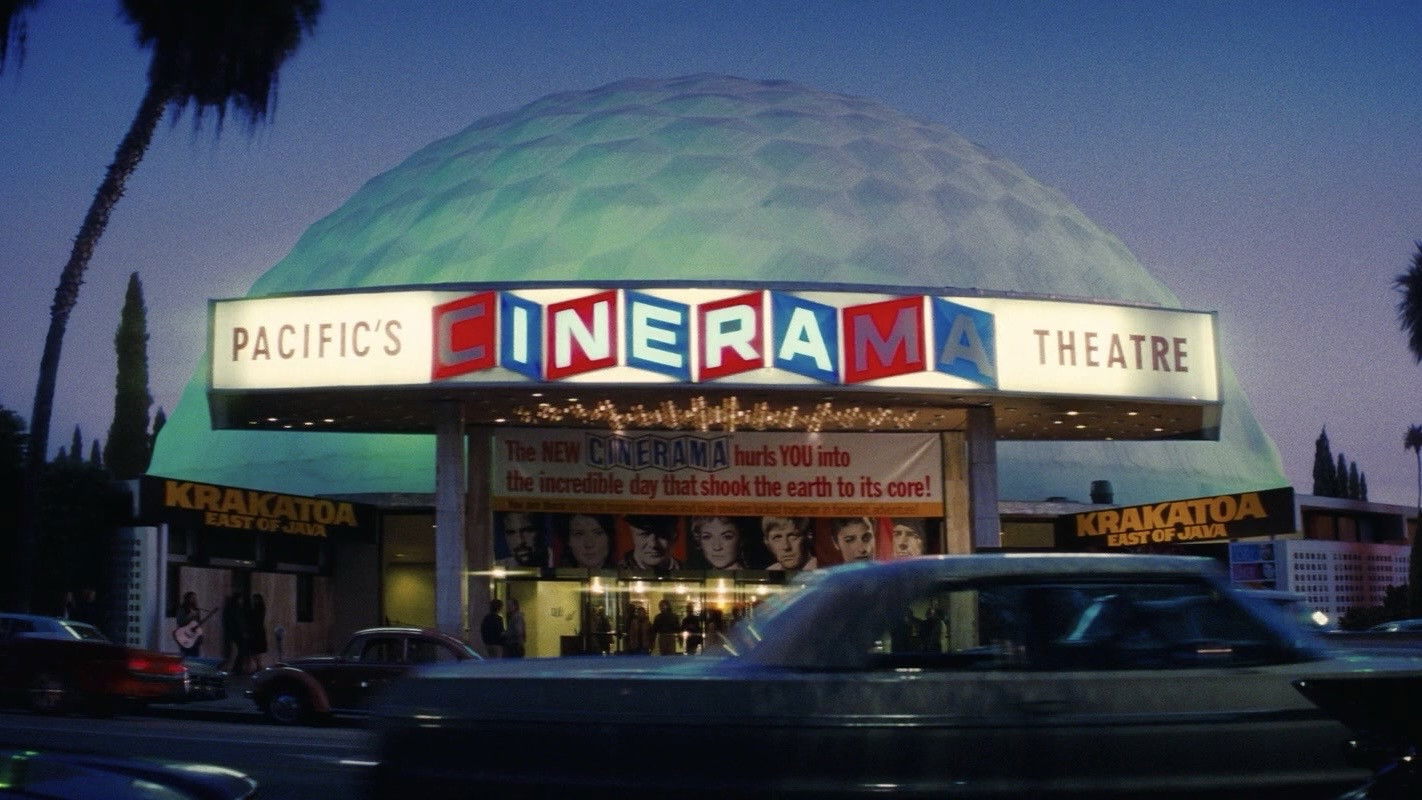 PACIFIC'S CINERAMA THEATRE
The NEW CINERAMA hurls YOU into
the incredible day that shook the earth to its core!
KRAKATOA
EAST OF JAVA
KRAKATOA
EAST OF JAVA